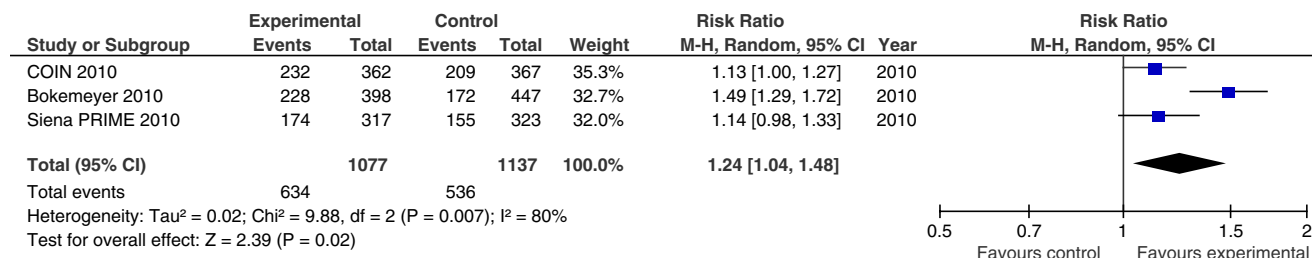 Experimental Control Risk Ratio Risk Ratio
Study or Subgroup Events Total Events Total Weight M-H, Random, 95% CI Year M-H, Random, 95% CI
COIN 2010 232 362 209 367 35.3% 1.13 [1.00, 1.27] 2010
Bokemeyer 2010 228 398 172 447 32.7% 1.49 [1.29, 1.72] 2010
Siena PRIME 2010 174 317 155 323 32.0% 1.14 [0.98, 1.33] 2010
Total (95% CI) 1077 1137 100.0% 1.24 [1.04, 1.48]
Total events 634 536
Heterogeneity: Tau² = 0.02; Chi² = 9.88, df = 2 (P = 0.007); I² = 80%
Test for overall effect: Z = 2.39 (P = 0.02)
0.5 0.7 1 1.5 2
Favours control Favours experimental